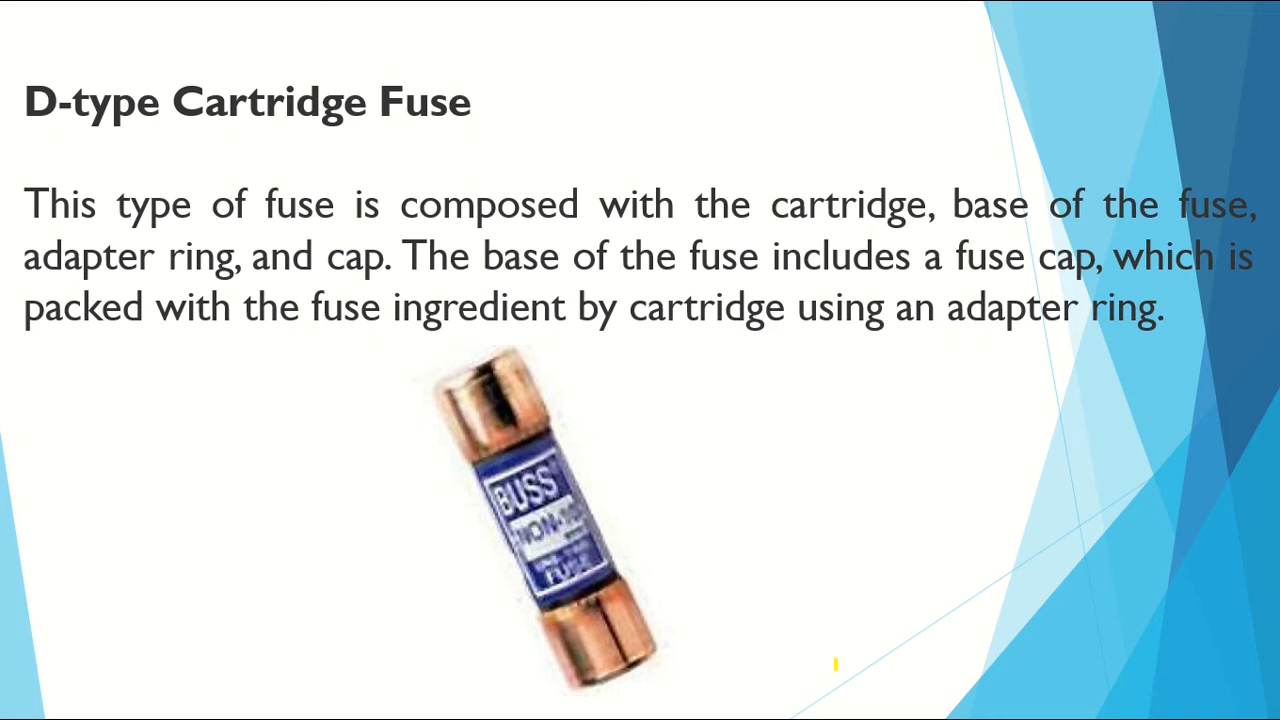 D-type Cartridge Fuse
This type of fuse is composed with the cartridge, base of the fuse,
adapter ring, and cap. The base of the fuse includes a fuse cap, which is
packed with the fuse ingredient by cartridge using an adapter ring.
BUSS
FUSE